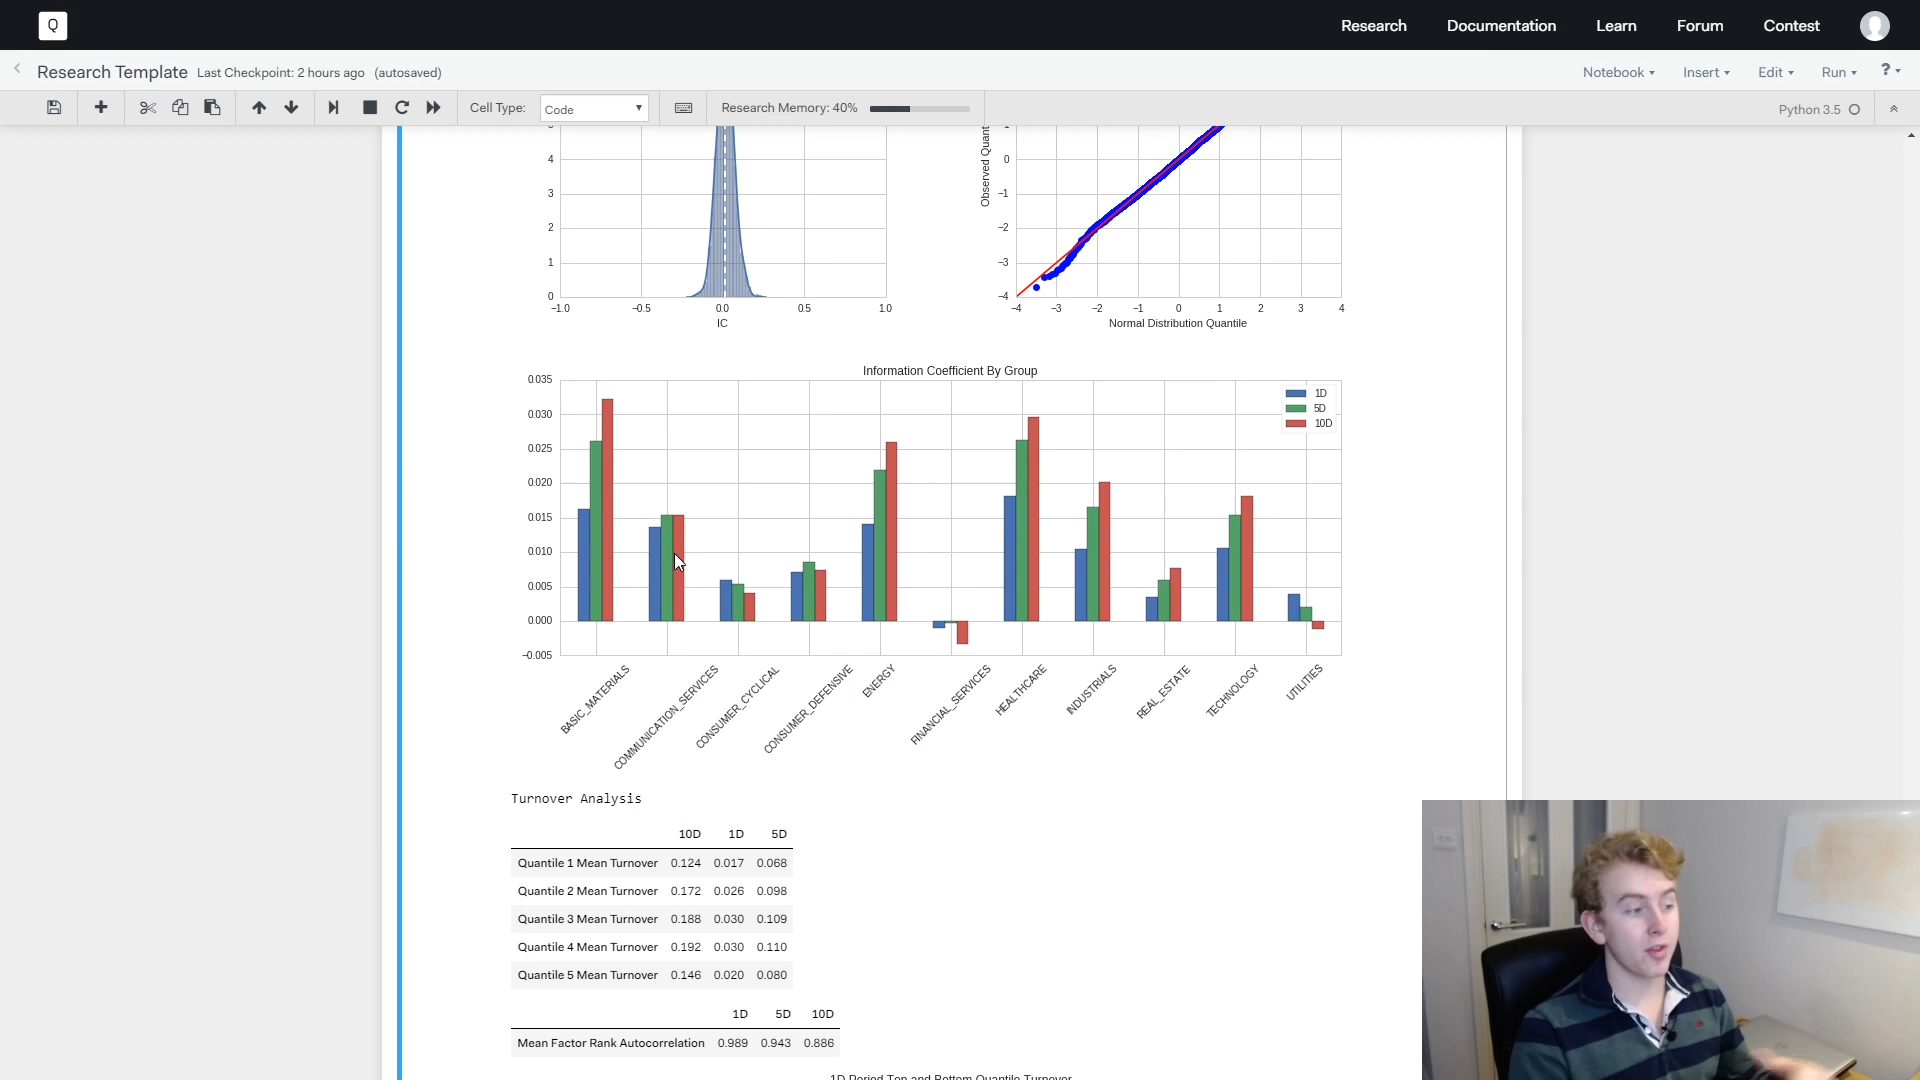 Q
Research Documentation Learn Forum Contest
Research Template Last Checkpoint: 2 hours ago (autosaved)
Notebook Insert Edit Run ?
Cell Type: Code Research Memory: 40% Python 3.5
4
3
2
1
0
−1.0 −0.5 0.0 0.5 1.0
IC
Observed Quant
0
−1
−2
−3
−4
−4 −3 −2 −1 0 1 2 3 4
Normal Distribution Quantile
Information Coefficient By Group
0.035
0.030
0.025
0.020
0.015
0.010
0.005
0.000
−0.005
1D
5D
10D
BASIC_MATERIALS
COMMUNICATION_SERVICES
CONSUMER_CYCLICAL
CONSUMER_DEFENSIVE
ENERGY
FINANCIAL_SERVICES
HEALTHCARE
INDUSTRIALS
REAL_ESTATE
TECHNOLOGY
UTILITIES
Turnover Analysis
10D 1D 5D
Quantile 1 Mean Turnover 0.124 0.017 0.068
Quantile 2 Mean Turnover 0.172 0.026 0.098
Quantile 3 Mean Turnover 0.188 0.030 0.109
Quantile 4 Mean Turnover 0.192 0.030 0.110
Quantile 5 Mean Turnover 0.146 0.020 0.080
1D 5D 10D
Mean Factor Rank Autocorrelation 0.989 0.943 0.886
1D Period Top and Bottom Quantile Turnover